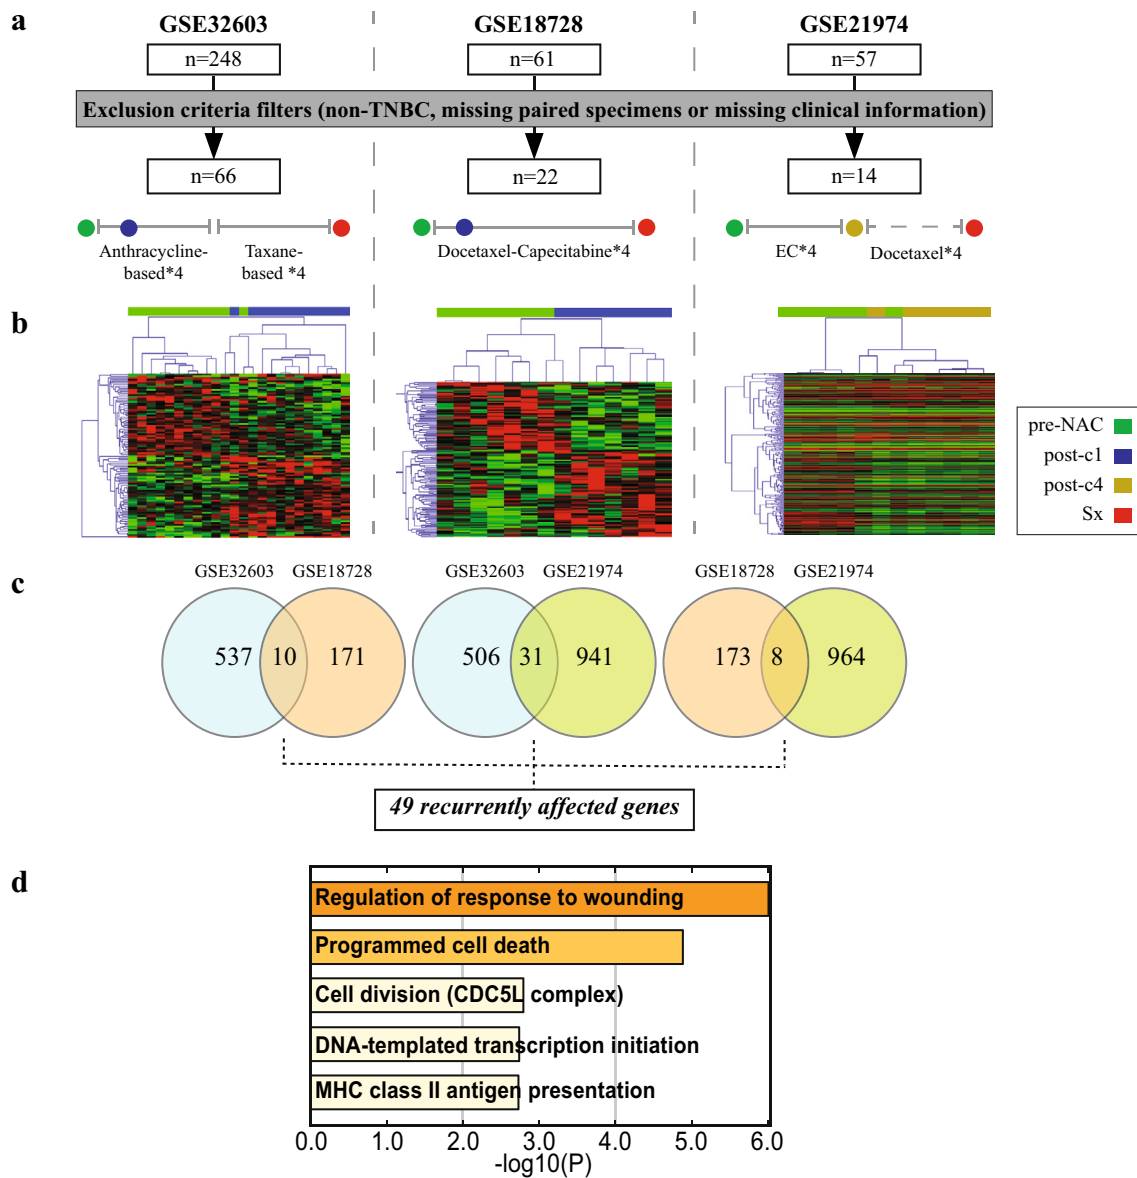 a
GSE32603
GSE18728
GSE21974
n=248
n=61
n=57
Exclusion criteria filters (non-TNBC, missing paired specimens or missing clinical information)
n=66
n=22
n=14
Anthracycline-
based*4
Taxane-
based *4
Docetaxel-Capecitabine*4
EC*4
Docetaxel*4
b
pre-NAC
post-c1
post-c4
Sx
c
GSE32603
GSE18728
GSE32603
GSE21974
GSE18728
GSE21974
537
10
171
506
31
941
173
8
964
49 recurrently affected genes
d
Regulation of response to wounding
Programmed cell death
Cell division (CDC5L complex)
DNA-templated transcription initiation
MHC class II antigen presentation
0.0
1.0
2.0
3.0
4.0
5.0
6.0
-log10(P)